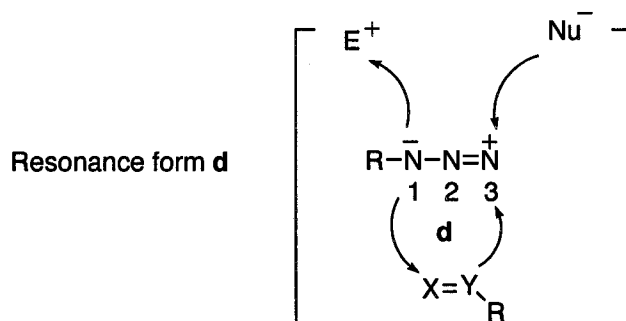 E+ Nu−
Resonance form d
R−N−N=N
− +
1 2 3
d
X=Y
R